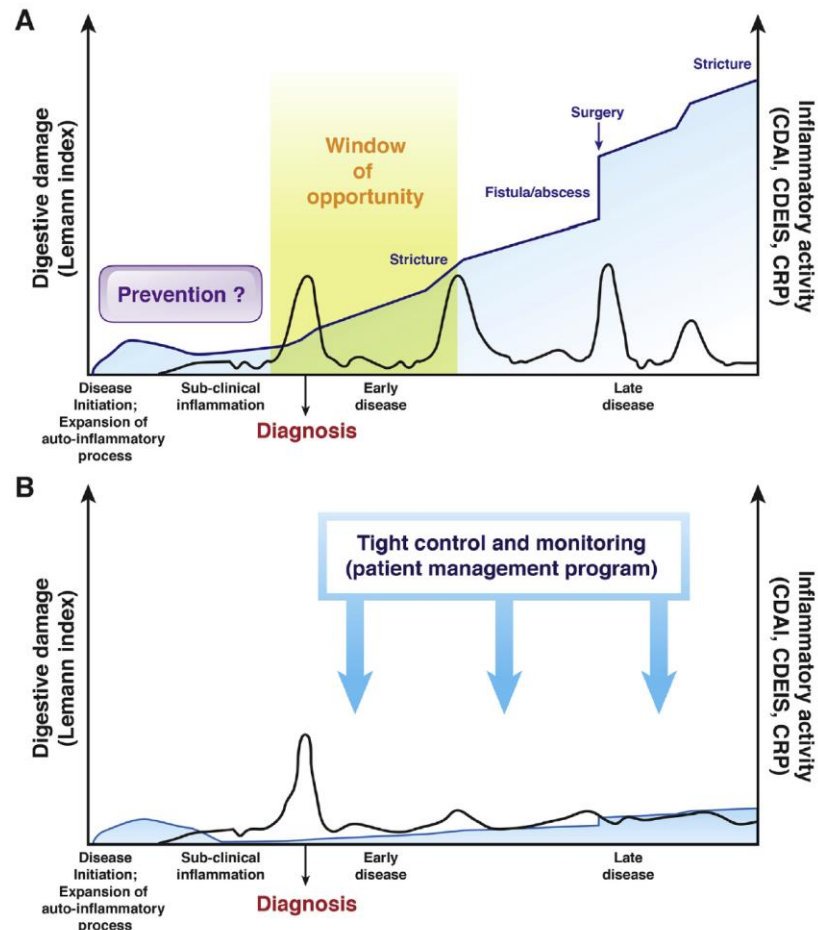 A
Digestive damage
(Lemann index)
Inflammatory activity
(CDAI, CDEIS, CRP)
Window
of
opportunity
Prevention ?
Stricture
Fistula/abscess
Surgery
Stricture
Disease
Initiation;
Expansion of
auto-inflammatory
process
Sub-clinical
inflammation
Diagnosis
Early
disease
Late
disease
B
Digestive damage
(Lemann index)
Inflammatory activity
(CDAI, CDEIS, CRP)
Tight control and monitoring
(patient management program)
Disease
Initiation;
Expansion of
auto-inflammatory
process
Sub-clinical
inflammation
Diagnosis
Early
disease
Late
disease